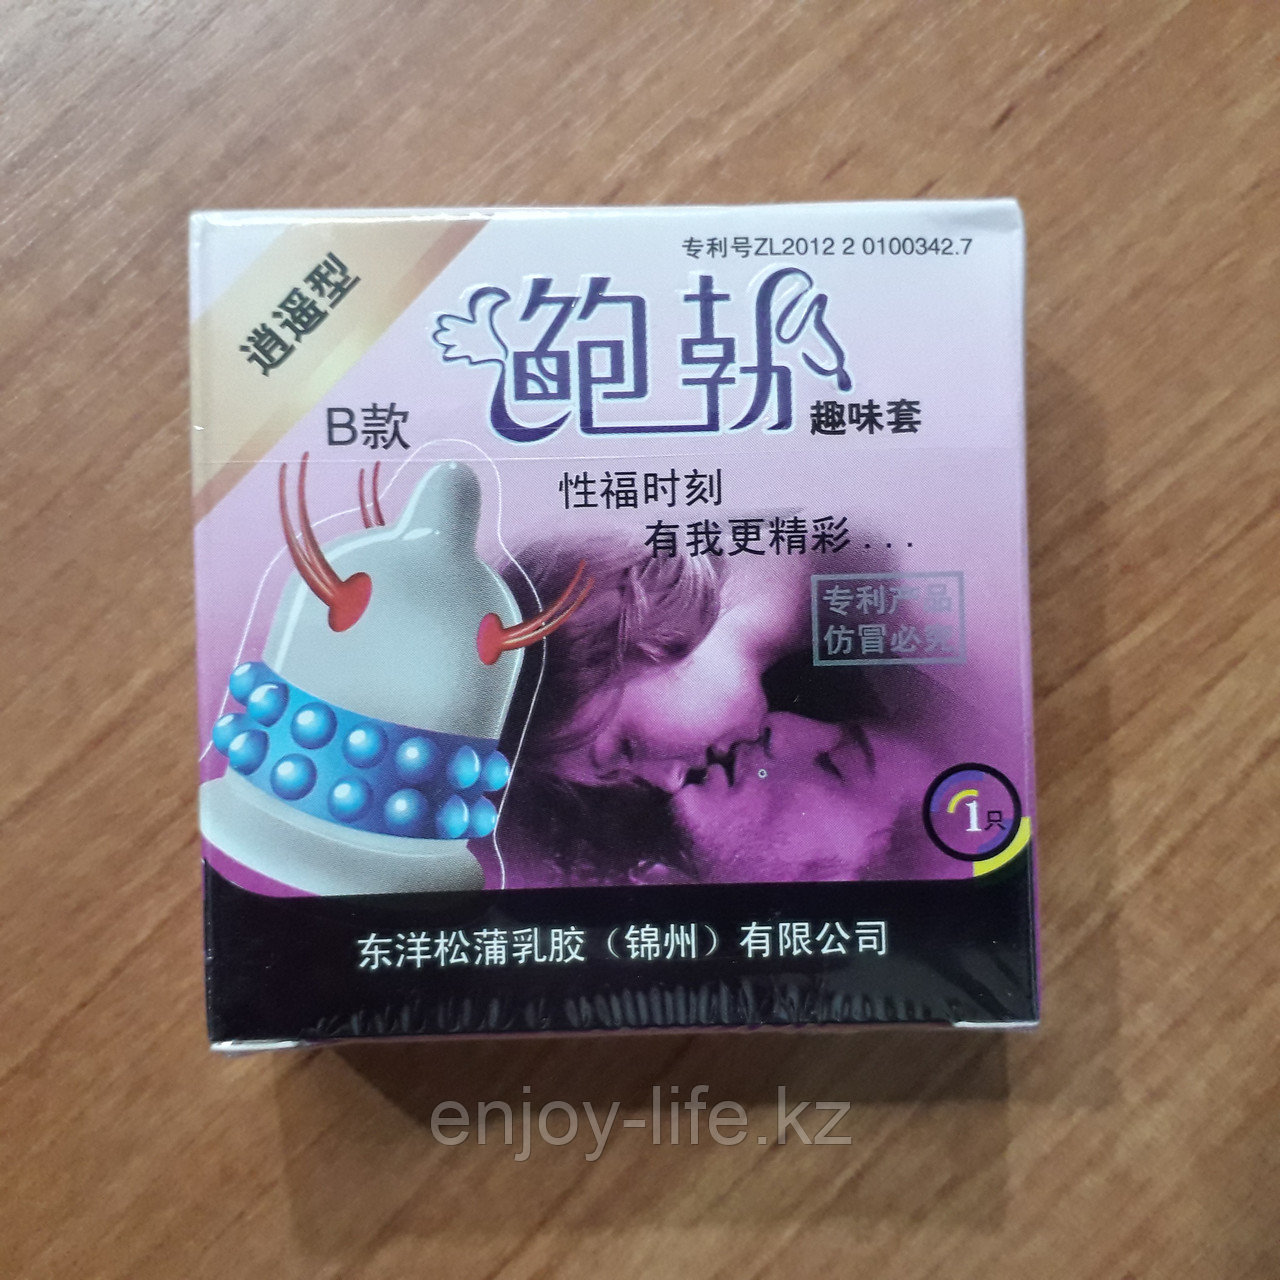 专利号ZL2012 2 0100342.7
逍遥型
鲍勃
趣味套
B款
性福时刻
有我更精彩...
专利产品
仿冒必究
1只
东洋松蒲乳胶（锦州）有限公司
enjoy-life.kz